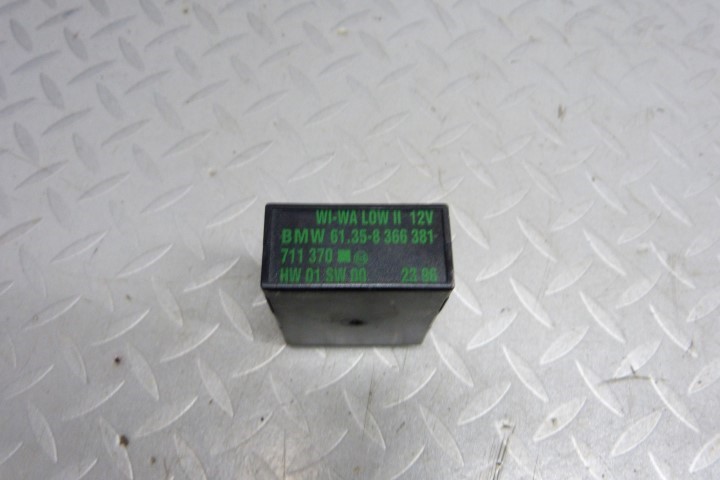 WI-WA LOW II 12V
BMW 61.35-8 366 381-
711 370
HW 01 SW 00 23 96